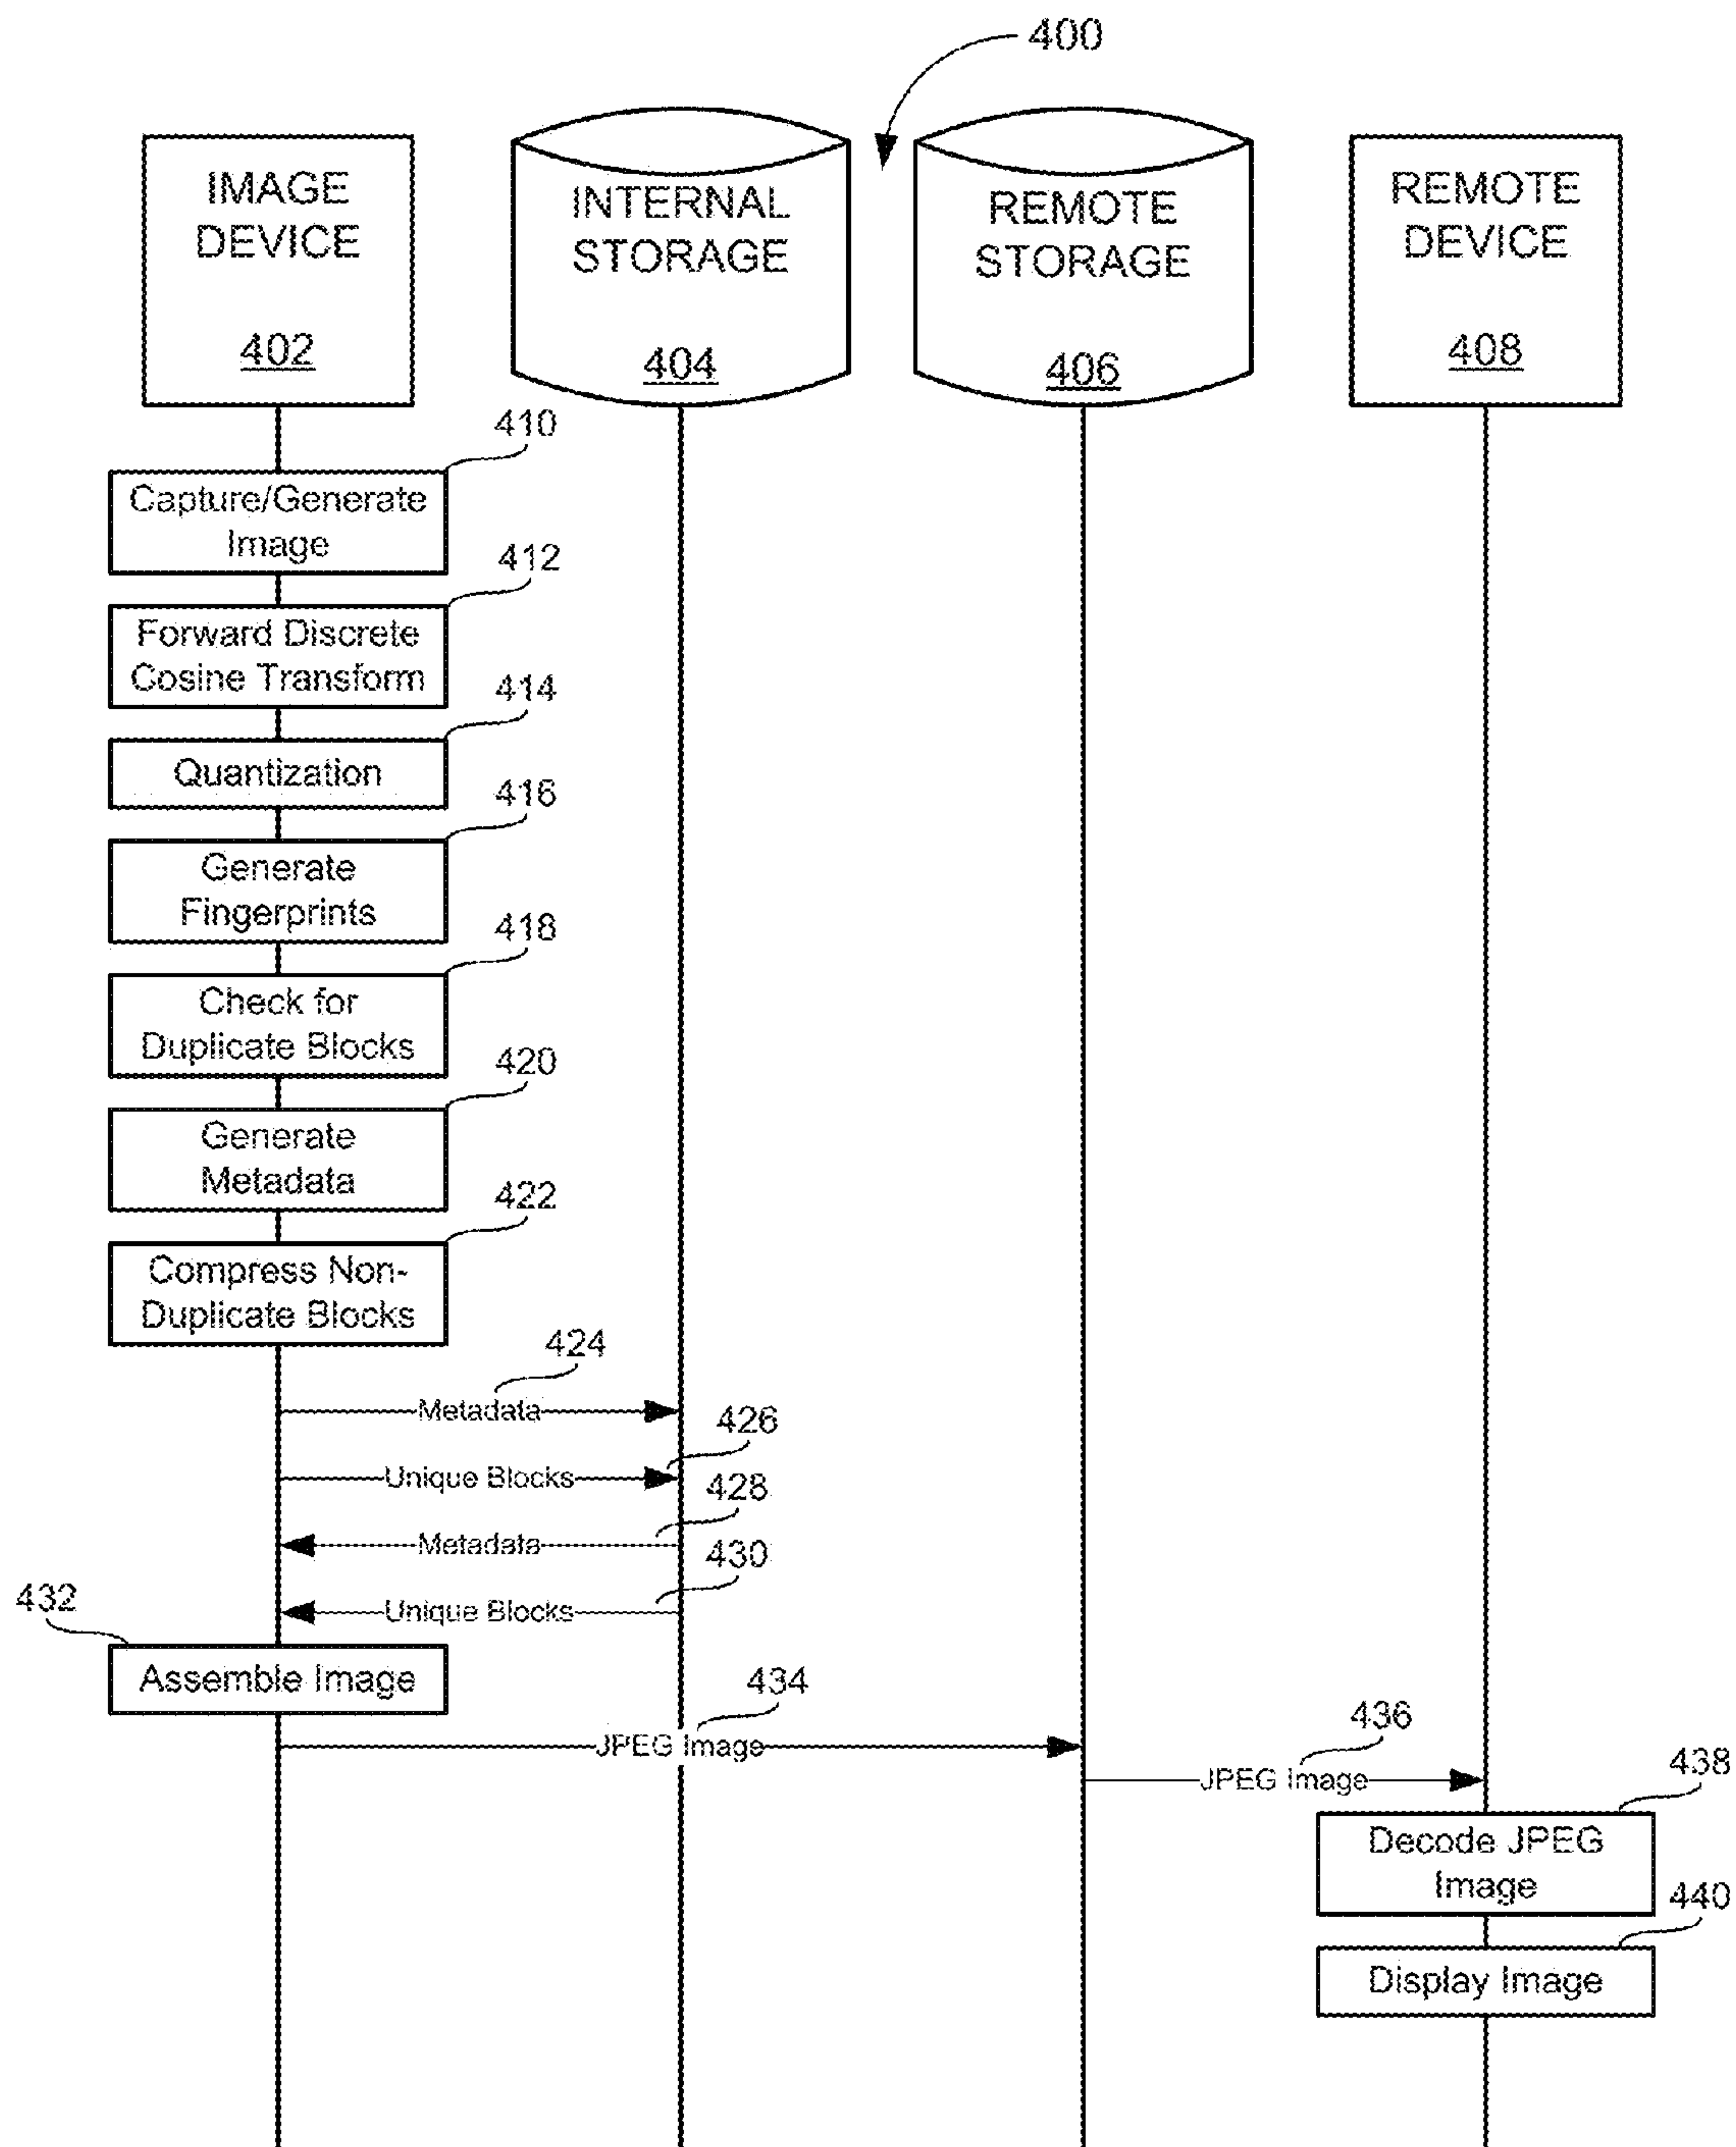 400
IMAGE
DEVICE
402
INTERNAL
STORAGE
404
REMOTE
STORAGE
406
REMOTE
DEVICE
408
410
Capture/Generate
Image
412
Forward Discrete
Cosine Transform
414
Quantization
416
Generate
Fingerprints
418
Check for
Duplicate Blocks
420
Generate
Metadata
422
Compress Non-
Duplicate Blocks
424
Metadata
426
Unique Blocks
428
Metadata
430
Unique Blocks
432
Assemble Image
434
JPEG Image
436
JPEG Image
438
Decode JPEG
Image
440
Display Image